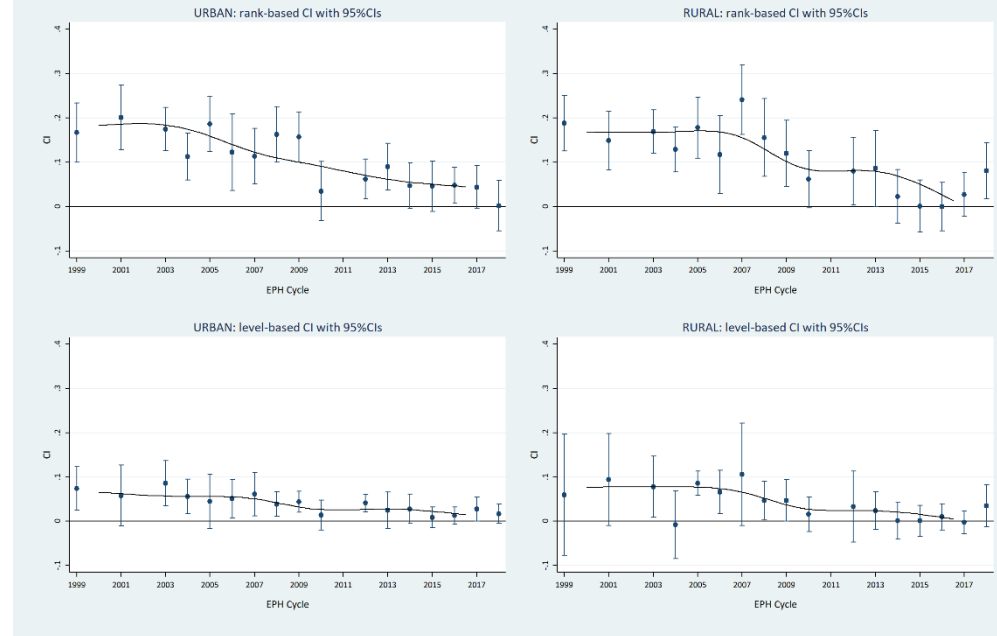 URBAN: rank-based CI with 95%CIs
.4
.3
.2
.1
0
-.1
CI
1999 2001 2003 2005 2007 2009 2011 2013 2015 2017
EPH Cycle
RURAL: rank-based CI with 95%CIs
.4
.3
.2
.1
0
-.1
CI
1999 2001 2003 2005 2007 2009 2011 2013 2015 2017
EPH Cycle
URBAN: level-based CI with 95%CIs
.4
.3
.2
.1
0
-.1
CI
1999 2001 2003 2005 2007 2009 2011 2013 2015 2017
EPH Cycle
RURAL: level-based CI with 95%CIs
.4
.3
.2
.1
0
-.1
CI
1999 2001 2003 2005 2007 2009 2011 2013 2015 2017
EPH Cycle